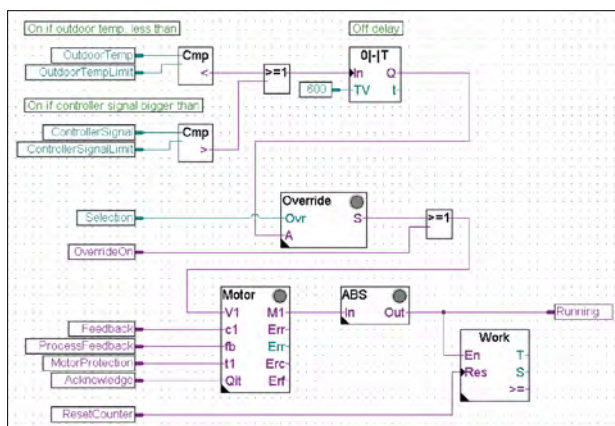 On if outdoor temp. less than
Off delay
OutdoorTemp
OutdoorTempLimit
Cmp
<
>=1
0|-|T
In Q
600 TV t
On if controller signal bigger than
ControllerSignal
ControllerSignalLimit
Cmp
>
Override
Selection
Ovr S
A
>=1
OverrideOn
Motor
V1 M1
c1 Err
fb Err
t1 Erc
Qit Erf
ABS
In Out
Running
Feedback
ProcessFeedback
MotorProtection
Acknowledge
Work
En T
Res S
>=
ResetCounter